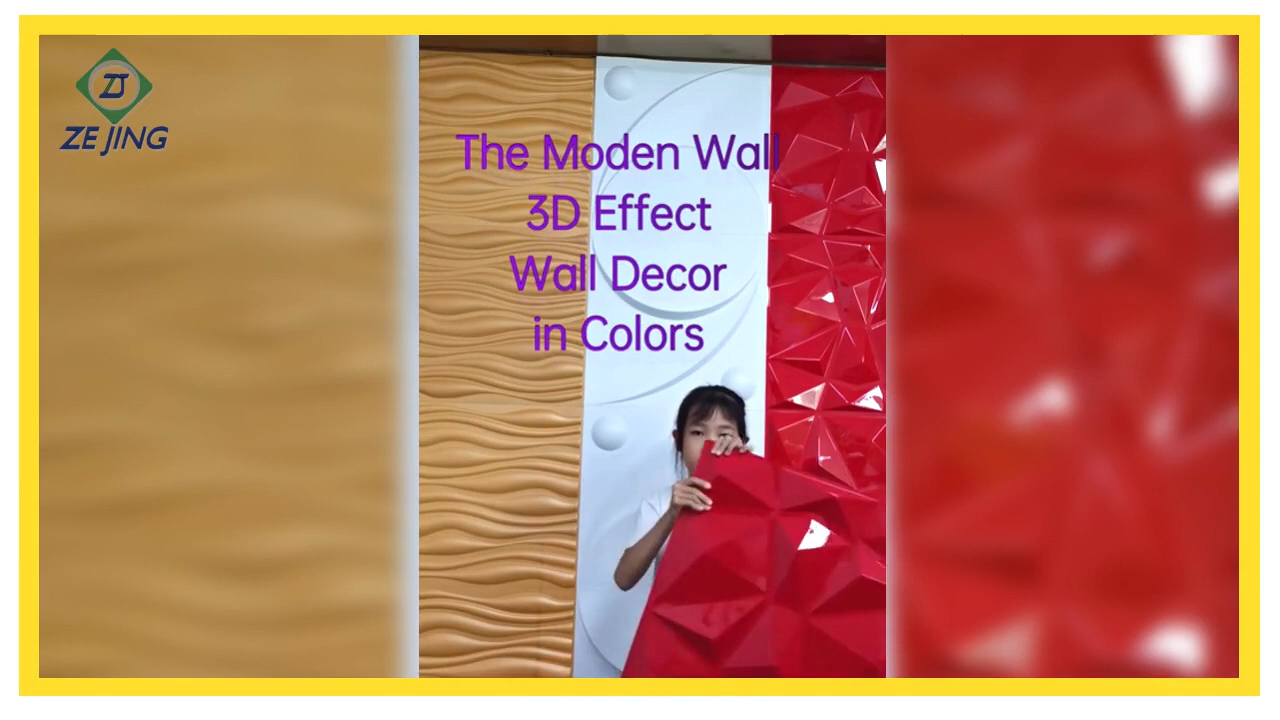 ZJ
ZE JING
The Moden Wall
3D Effect
Wall Decor
in Colors